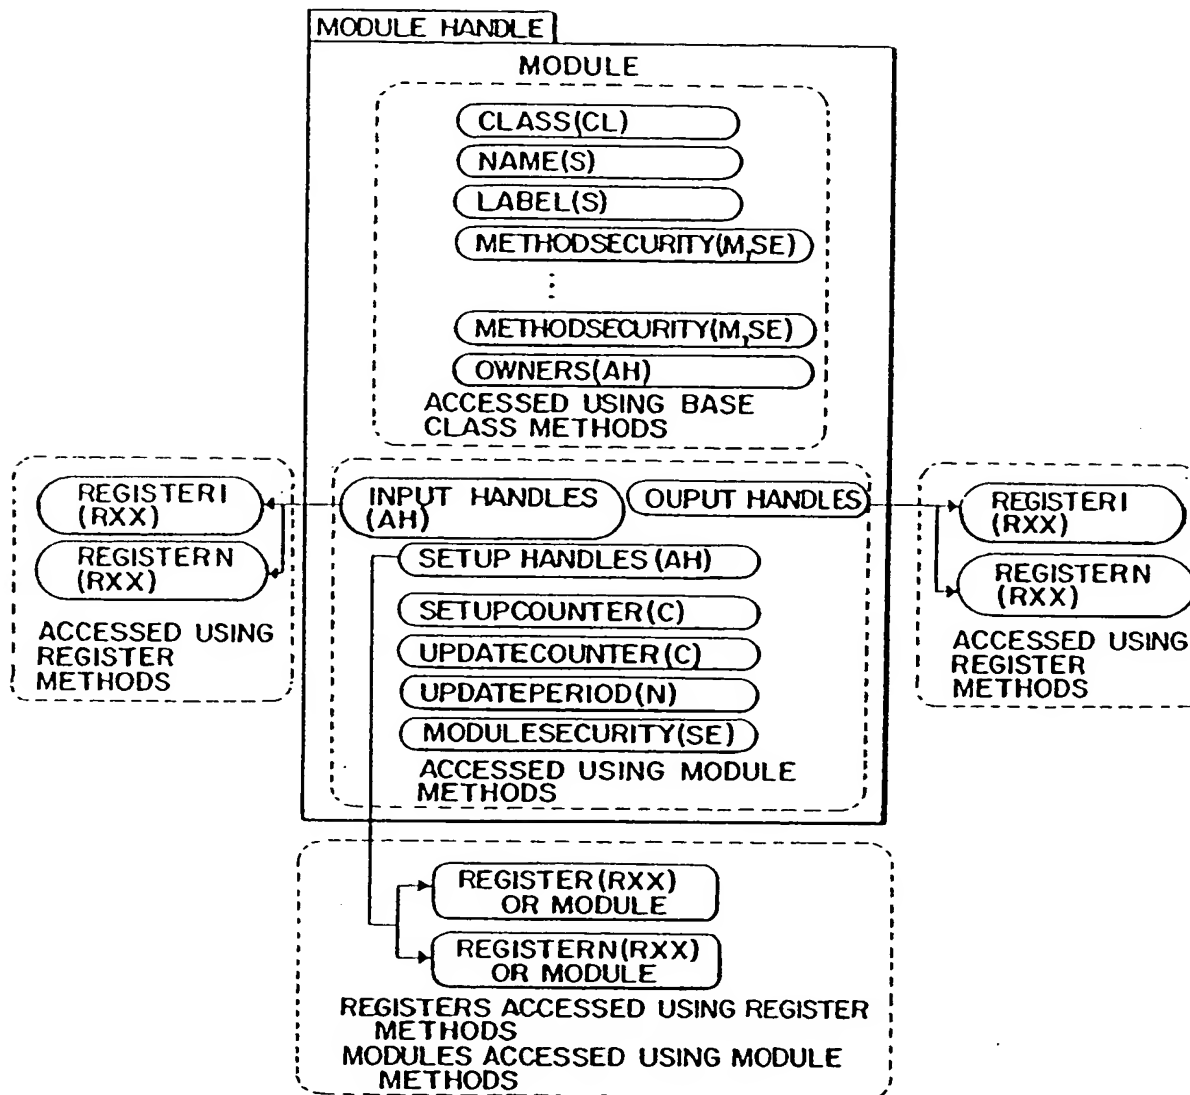 MODULE HANDLE
MODULE
CLASS(CL)
NAME(S)
LABEL(S)
METHODSECURITY(M,SE)
⋮
METHODSECURITY(M,SE)
OWNERS(AH)
ACCESSED USING BASE
CLASS METHODS
REGISTER1
(RXX)
REGISTERN
(RXX)
ACCESSED USING
REGISTER
METHODS
INPUT HANDLES
(AH)
OUPUT HANDLES
SETUP HANDLES(AH)
SETUPCOUNTER(C)
UPDATECOUNTER(C)
UPDATEPERIOD(N)
MODULESECURITY(SE)
ACCESSED USING MODULE
METHODS
REGISTER1
(RXX)
REGISTERN
(RXX)
ACCESSED USING
REGISTER
METHODS
REGISTER(RXX)
OR MODULE
REGISTERN(RXX)
OR MODULE
REGISTERS ACCESSED USING REGISTER
METHODS
MODULES ACCESSED USING MODULE
METHODS